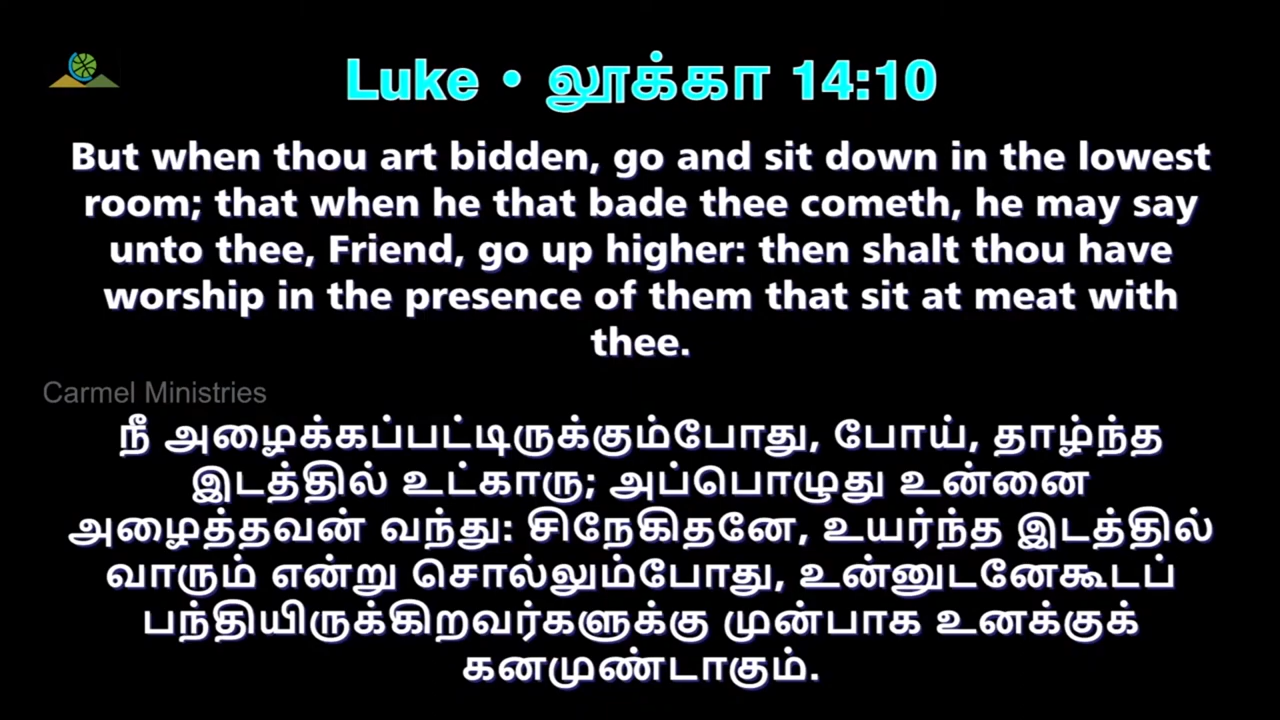 Luke • லூக்கா 14:10
But when thou art bidden, go and sit down in the lowest
room; that when he that bade thee cometh, he may say
unto thee, Friend, go up higher: then shalt thou have
worship in the presence of them that sit at meat with
thee.
Carmel Ministries
நீ அழைக்கப்பட்டிருக்கும்போது, போய், தாழ்ந்த
இடத்தில் உட்காரு; அப்பொழுது உன்னை
அழைத்தவன் வந்து: சிநேகிதனே, உயர்ந்த இடத்தில்
வாரும் என்று சொல்லும்போது, உன்னுடனேகூடப்
பந்தியிருக்கிறவர்களுக்கு முன்பாக உனக்குக்
கனமுண்டாகும்.